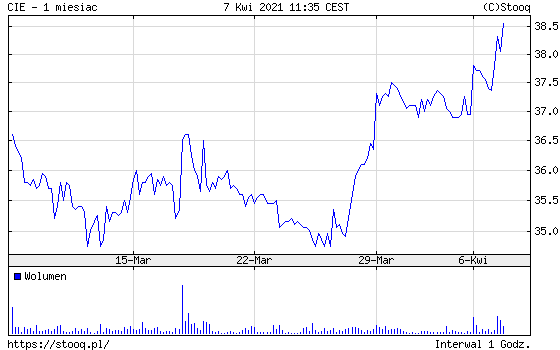 CIE - 1 miesiac 7 Kwi 2021 11:35 CEST (C)Stooq
38.5
38.0
37.5
37.0
36.5
36.0
35.5
35.0
15-Mar 22-Mar 29-Mar 6-Kwi
Wolumen
https://stooq.pl/ Interwal 1 Godz.